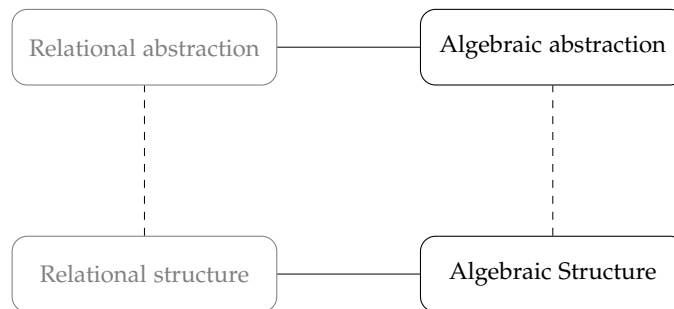 Relational abstraction
Algebraic abstraction
Relational structure
Algebraic Structure